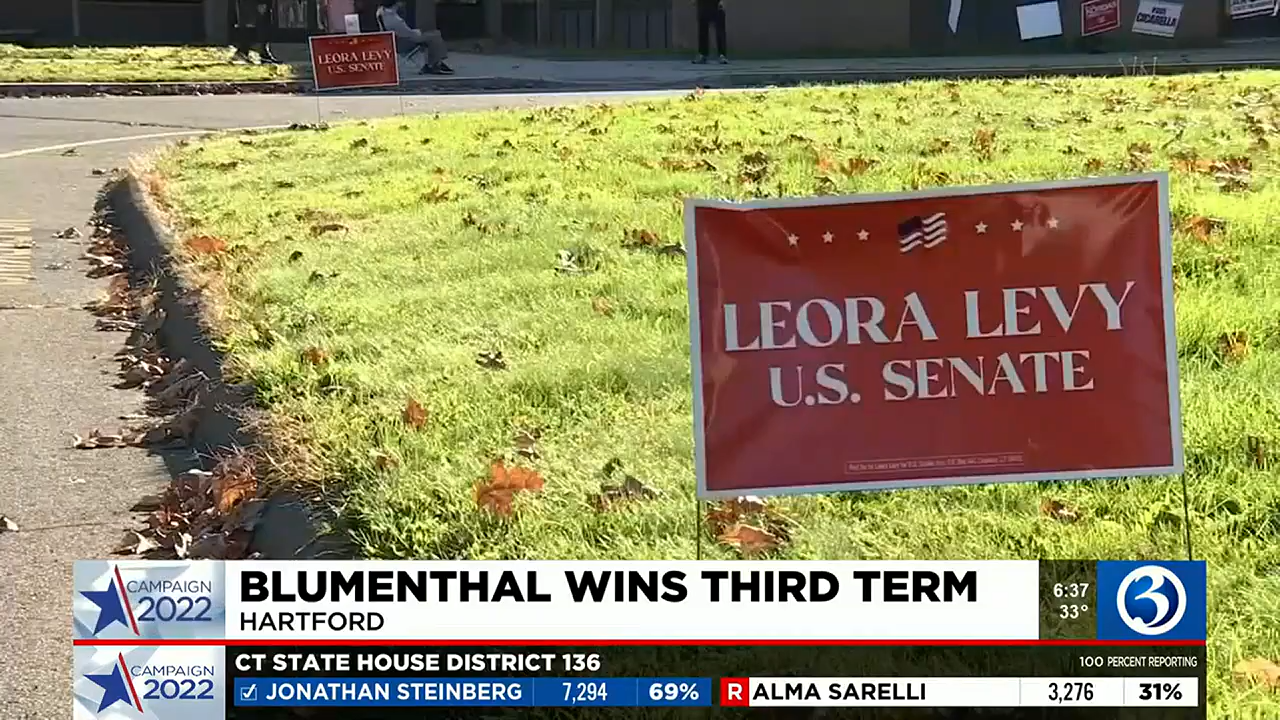 LEORA LEVY
U.S. SENATE
CICARELLA
LEORA LEVY
U.S. SENATE
CAMPAIGN
2022
BLUMENTHAL WINS THIRD TERM
HARTFORD
6:37
33°
3
CAMPAIGN
2022
CT STATE HOUSE DISTRICT 136
100 PERCENT REPORTING
JONATHAN STEINBERG 7,294 69% R ALMA SARELLI 3,276 31%